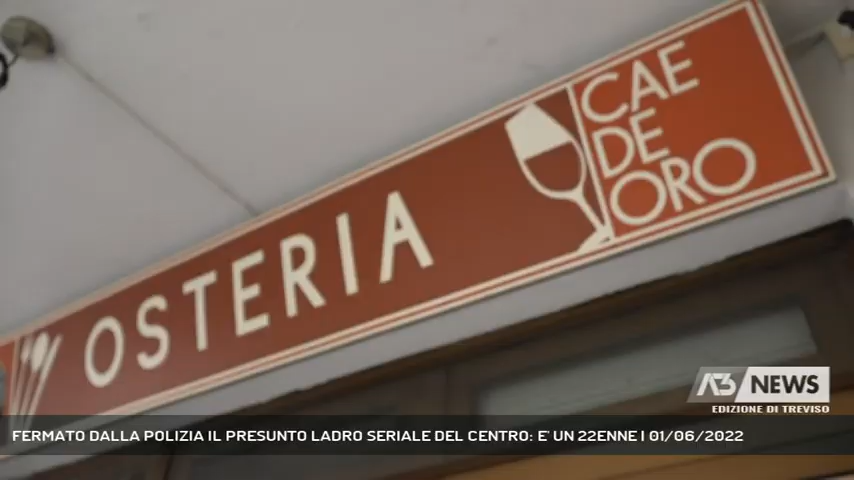 OSTERIA
CAE
DE
ORO
A3 NEWS
EDIZIONE DI TREVISO
FERMATO DALLA POLIZIA IL PRESUNTO LADRO SERIALE DEL CENTRO: E' UN 22ENNE | 01/06/2022